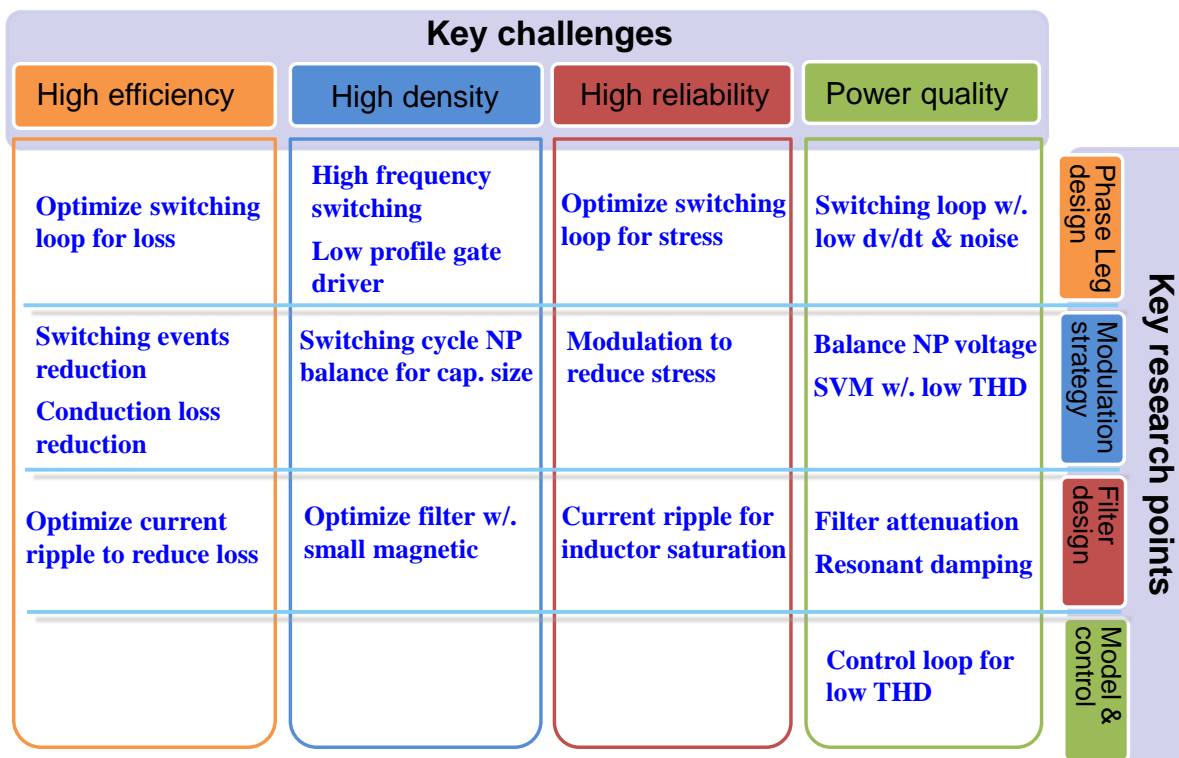 Key challenges
High efficiency
High density
High reliability
Power quality
Optimize switching
loop for loss
High frequency
switching
Low profile gate
driver
Optimize switching
loop for stress
Switching loop w/.
low dv/dt & noise
Phase Leg
design
Switching events
reduction
Conduction loss
reduction
Switching cycle NP
balance for cap. size
Modulation to
reduce stress
Balance NP voltage
SVM w/. low THD
Modulation
strategy
Optimize current
ripple to reduce loss
Optimize filter w/.
small magnetic
Current ripple for
inductor saturation
Filter attenuation
Resonant damping
Filter
design
Control loop for
low THD
Model &
control
Key research points